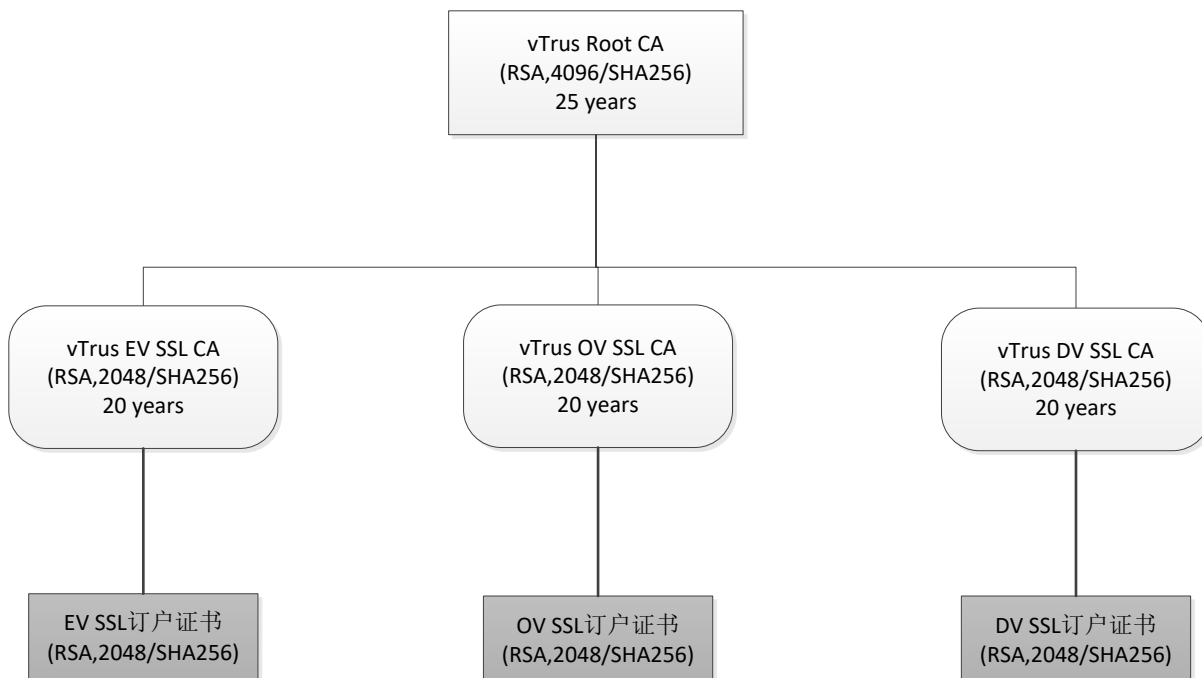 vTrus Root CA
(RSA,4096/SHA256)
25 years
vTrus EV SSL CA
(RSA,2048/SHA256)
20 years
vTrus OV SSL CA
(RSA,2048/SHA256)
20 years
vTrus DV SSL CA
(RSA,2048/SHA256)
20 years
EV SSL订户证书
(RSA,2048/SHA256)
OV SSL订户证书
(RSA,2048/SHA256)
DV SSL订户证书
(RSA,2048/SHA256)